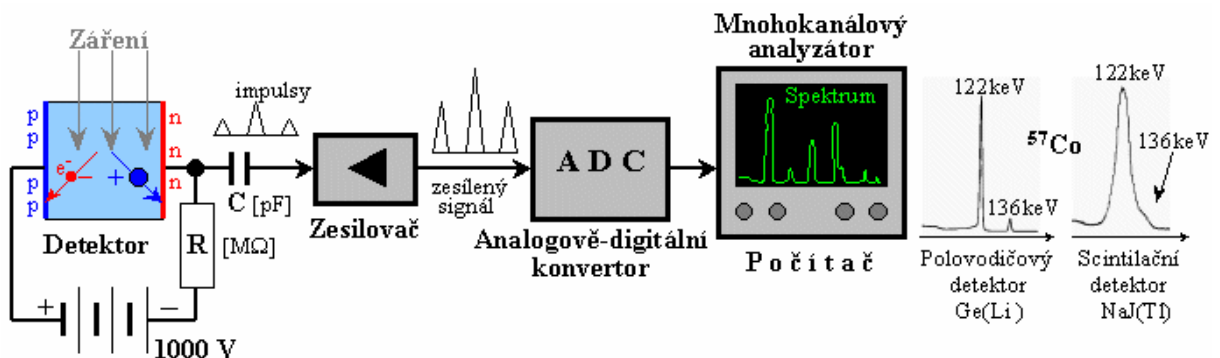 Záření
p
p
p
p
n
n
n
e-
+
Detektor
impulsy
C [pF]
R
[MΩ]
+
−
1000 V
Zesilovač
zesílený
signál
A D C
Analogově-digitální
konvertor
Mnohokanálový
analyzátor
Spektrum
P o č í t a č
122keV
136keV
Polovodičový
detektor
Ge(Li)
57Co
122keV
136keV
Scintilační
detektor
NaJ(Tl)